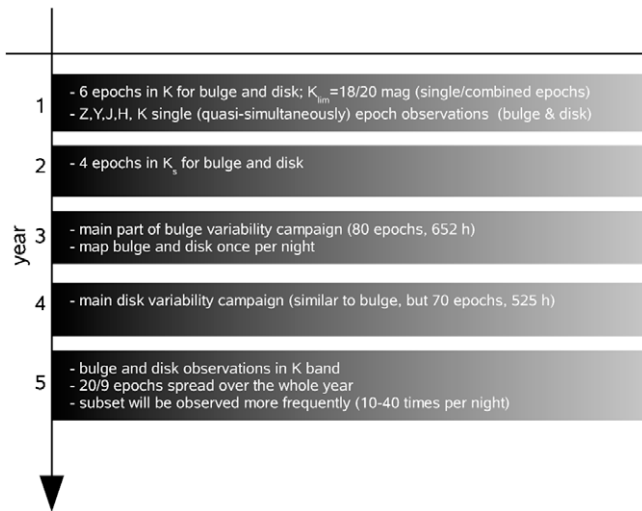 1
- 6 epochs in K for bulge and disk; Klim=18/20 mag (single/combined epochs)
- Z,Y,J,H, K single (quasi-simultaneously) epoch observations (bulge & disk)
2
- 4 epochs in Ks for bulge and disk
year
3
- main part of bulge variability campaign (80 epochs, 652 h)
- map bulge and disk once per night
4
- main disk variability campaign (similar to bulge, but 70 epochs, 525 h)
5
- bulge and disk observations in K band
- 20/9 epochs spread over the whole year
- subset will be observed more frequently (10-40 times per night)